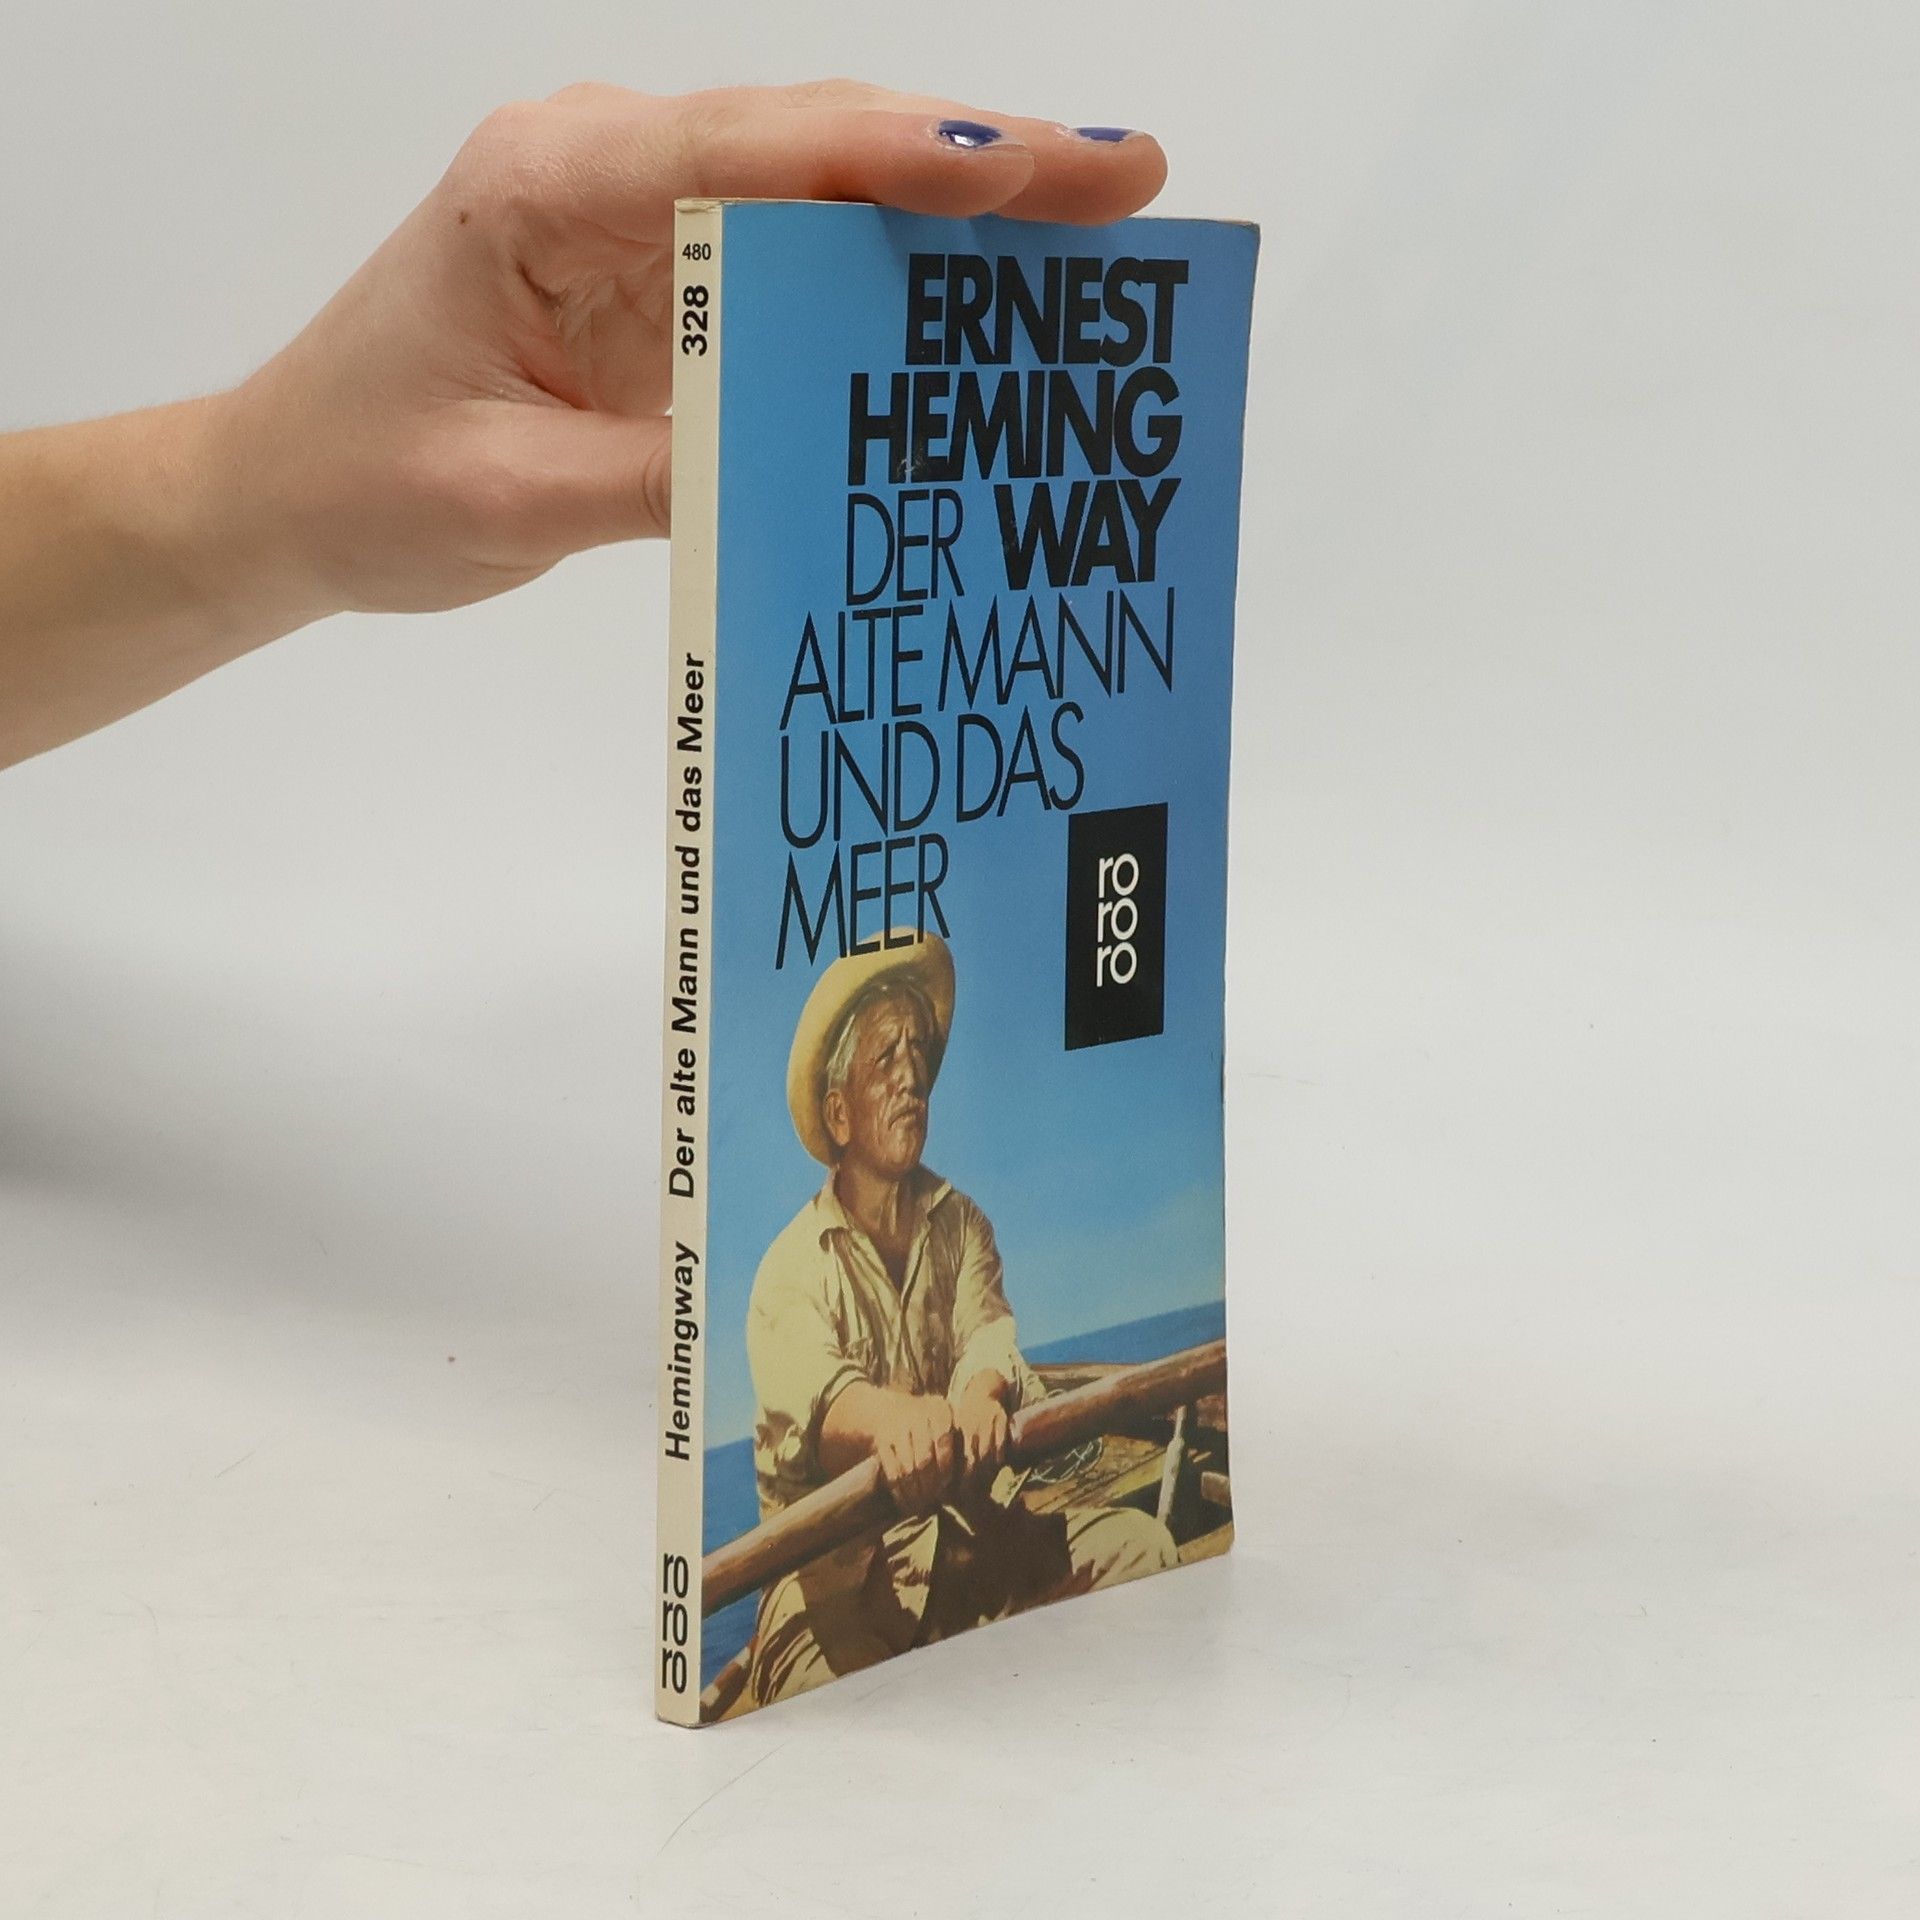 480
328
Hemingway Der alte Mann und das Meer
ro
ro
ro
ERNEST
HEMING
DER WAY
ALTE MANN
UND DAS
MEER
ro
ro
ro